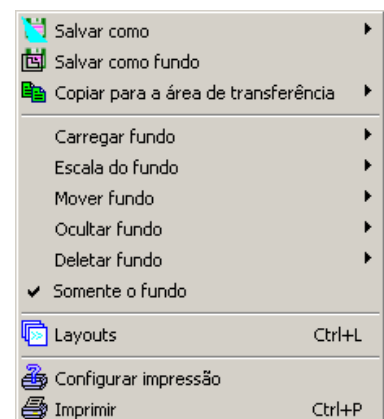 Salvar como
Salvar como fundo
Copiar para a área de transferência
Carregar fundo
Escala do fundo
Mover fundo
Ocultar fundo
Deletar fundo
Somente o fundo
Layouts Ctrl+L
Configurar impressão
Imprimir Ctrl+P